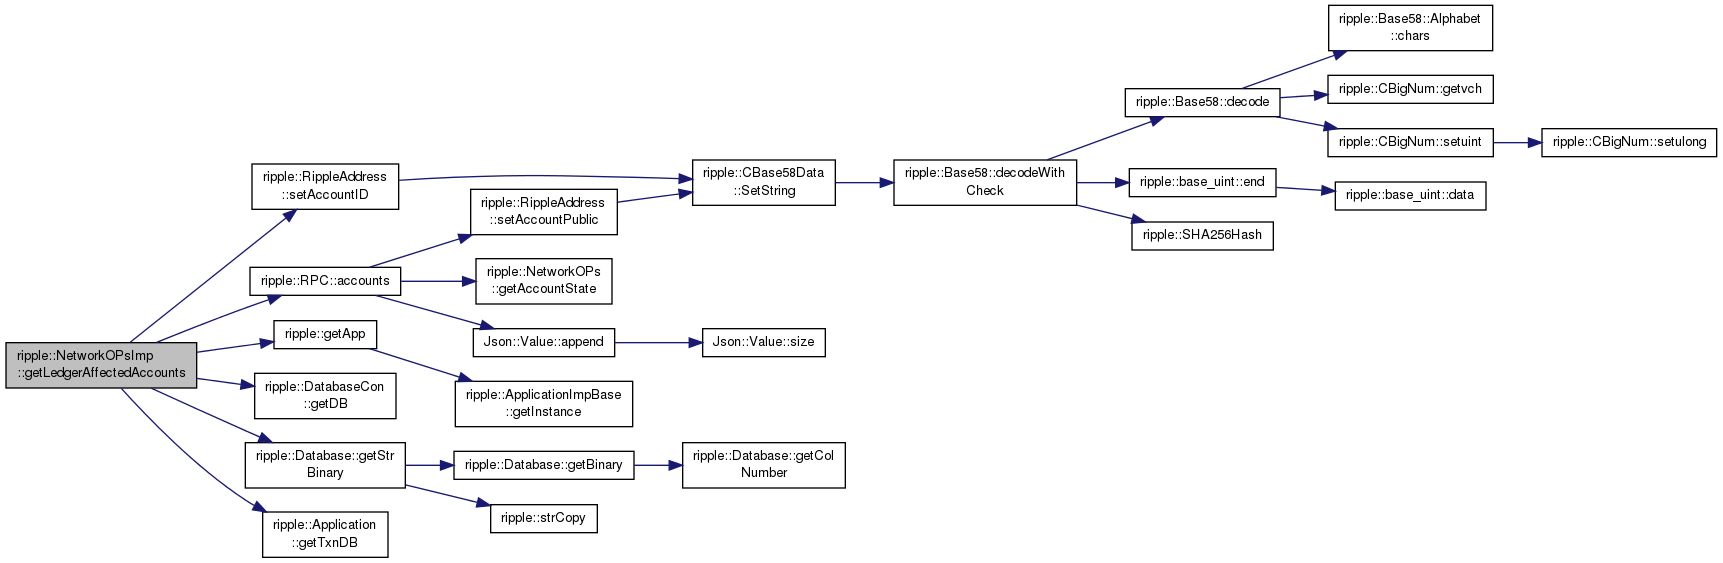 ripple::NetworkOPsImp
::getLedgerAffectedAccounts
ripple::RippleAddress
::setAccountID
ripple::RPC::accounts
ripple::getApp
ripple::DatabaseCon
::getDB
ripple::Database::getStr
Binary
ripple::Application
::getTxnDB
ripple::RippleAddress
::setAccountPublic
ripple::NetworkOPs
::getAccountState
Json::Value::append
ripple::ApplicationImpBase
::getInstance
ripple::Database::getBinary
ripple::strCopy
ripple::CBase58Data
::SetString
Json::Value::size
ripple::Database::getCol
Number
ripple::Base58::decodeWith
Check
ripple::Base58::decode
ripple::base_uint::end
ripple::SHA256Hash
ripple::Base58::Alphabet
::chars
ripple::CBigNum::getvch
ripple::CBigNum::setuint
ripple::base_uint::data
ripple::CBigNum::setulong